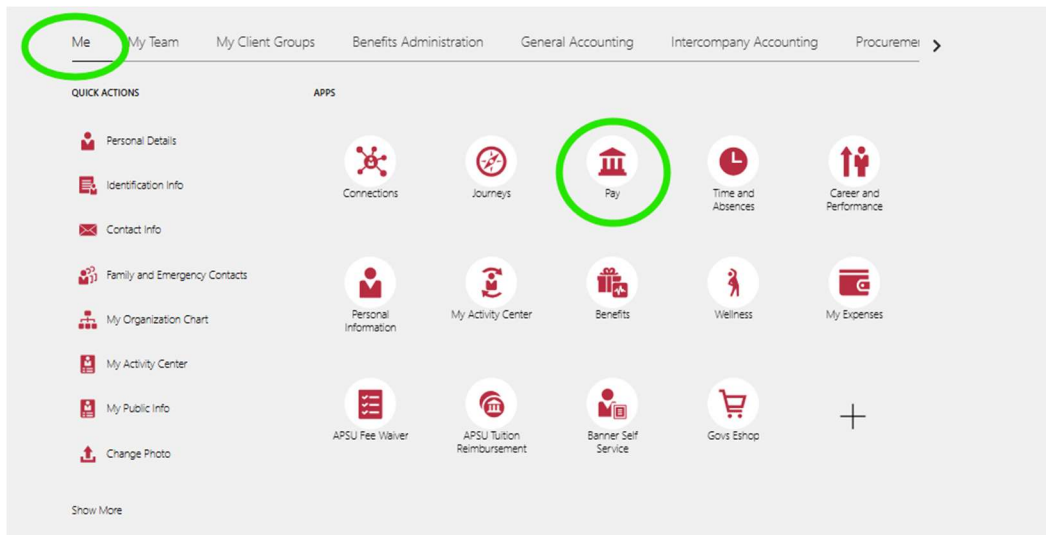 Me My Team My Client Groups Benefits Administration General Accounting Intercompany Accounting
QUICK ACTIONS
Personal Details
Identification Info
Contact Info
Family and Emergency Contacts
My Organization Chart
My Activity Center
My Public Info
Change Photo
Show More
APPS
Connections
Journeys
Pay
Time and
Absences
Career and
Performance
Personal
Information
My Activity Center
Benefits
Wellness
My Expenses
APSU Fee Waiver
APSU Tuition
Reimbursement
Banner Self
Service
Govs Eshop